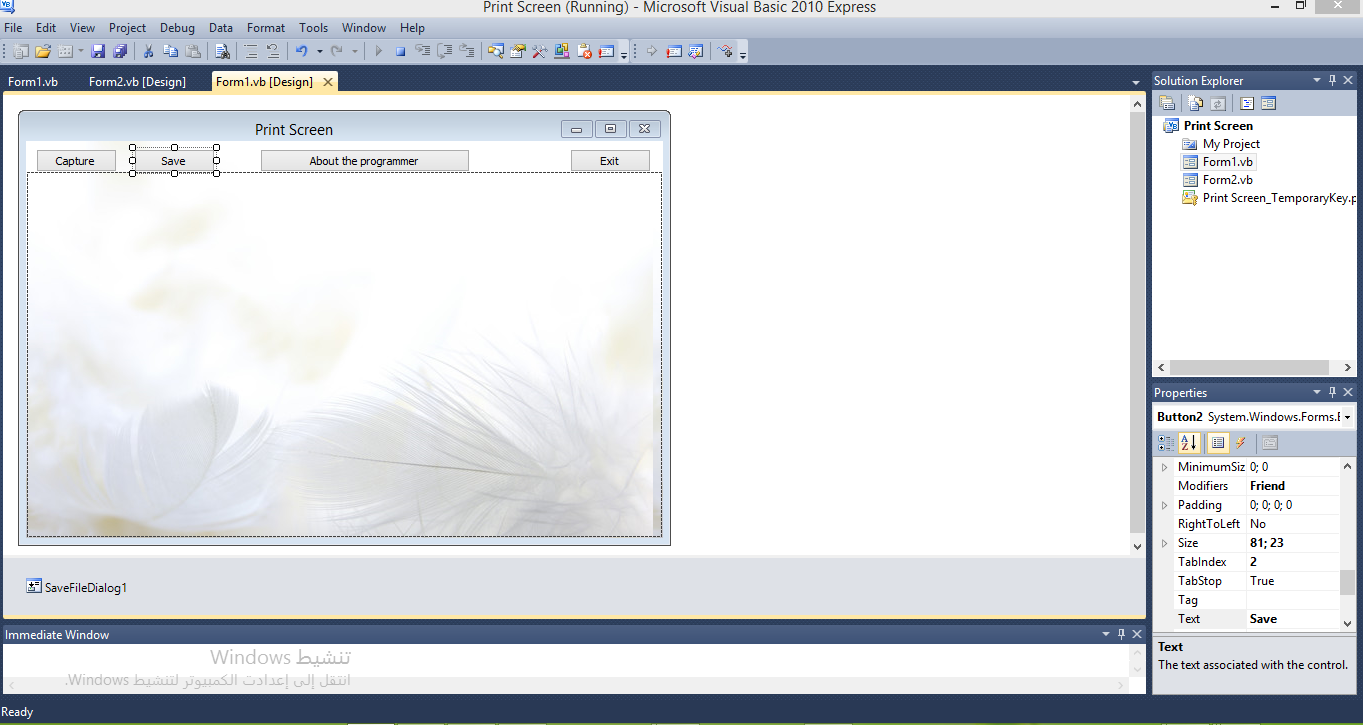 Print Screen (Running) - Microsoft Visual Basic 2010 Express
File Edit View Project Debug Data Format Tools Window Help
Form1.vb Form2.vb [Design] Form1.vb [Design]
Print Screen
Capture Save About the programmer Exit
SaveFileDialog1
Immediate Window
تنشيط Windows
انتقل إلى إعدادت الكمبيوتر لتنشيط Windows.
Ready
Solution Explorer
Print Screen
My Project
Form1.vb
Form2.vb
Print Screen_TemporaryKey.p
Properties
Button2 System.Windows.Forms.E
MinimumSiz 0; 0
Modifiers Friend
Padding 0; 0; 0; 0
RightToLeft No
Size 81; 23
TabIndex 2
TabStop True
Tag
Text Save
Text
The text associated with the control.